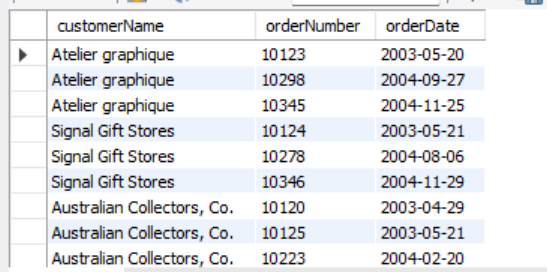 customerName orderNumber orderDate
Atelier graphique 10123 2003-05-20
Atelier graphique 10298 2004-09-27
Atelier graphique 10345 2004-11-25
Signal Gift Stores 10124 2003-05-21
Signal Gift Stores 10278 2004-08-06
Signal Gift Stores 10346 2004-11-29
Australian Collectors, Co. 10120 2003-04-29
Australian Collectors, Co. 10125 2003-05-21
Australian Collectors, Co. 10223 2004-02-20